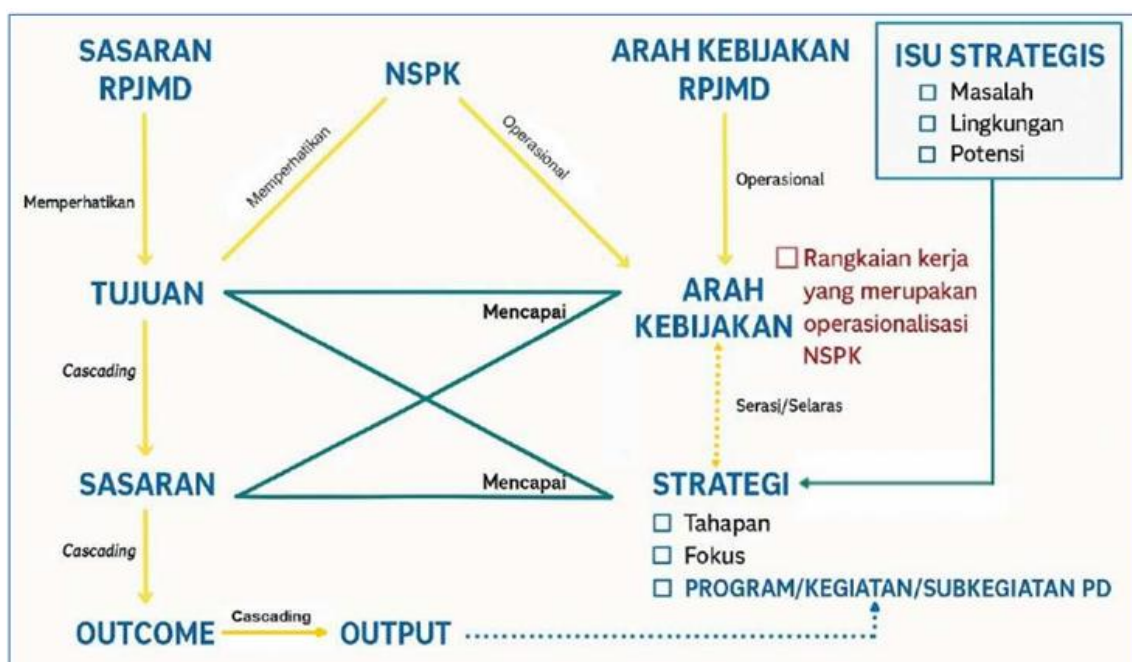 SASARAN
RPJMD
NSPK
ARAH KEBIJAKAN
RPJMD
ISU STRATEGIS
Masalah
Lingkungan
Potensi
Memperhatikan
Memperhatikan
Operasional
Operasional
TUJUAN
Mencapai
ARAH
KEBIJAKAN
Rangkaian kerja
yang merupakan
operasionalisasi
NSPK
Cascading
Serasi/Selaras
SASARAN
Mencapai
STRATEGI
Tahapan
Fokus
PROGRAM/KEGIATAN/SUBKEGIATAN PD
Cascading
OUTCOME
Cascading
OUTPUT